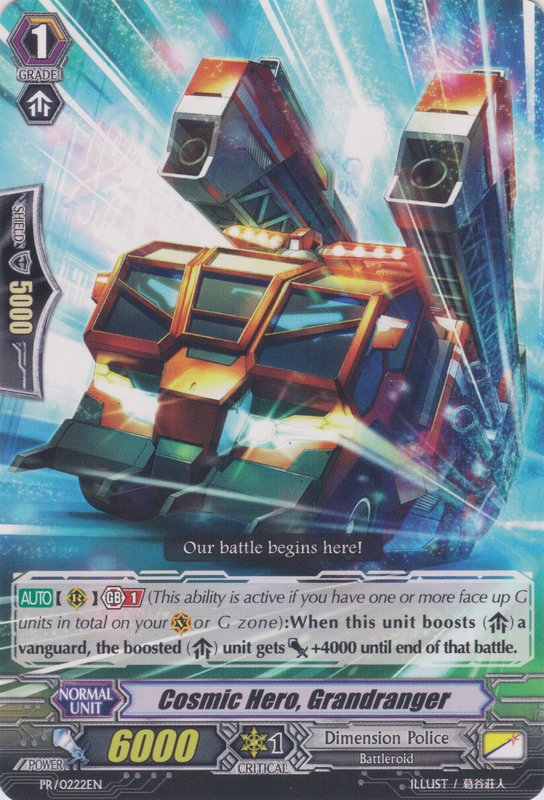 1
GRADE
SHIELD
5000
Our battle begins here!
AUTO 【 】 GB 1 (This ability is active if you have one or more face up G
units in total on your or G zone):When this unit boosts ( ) a
vanguard, the boosted ( ) unit gets +4000 until end of that battle.
NORMAL
UNIT
Cosmic Hero, Grandranger
POWER
6000
1
CRITICAL
Dimension Police
Battleroid
PR/0222EN
ILLUST / 葛谷莊人